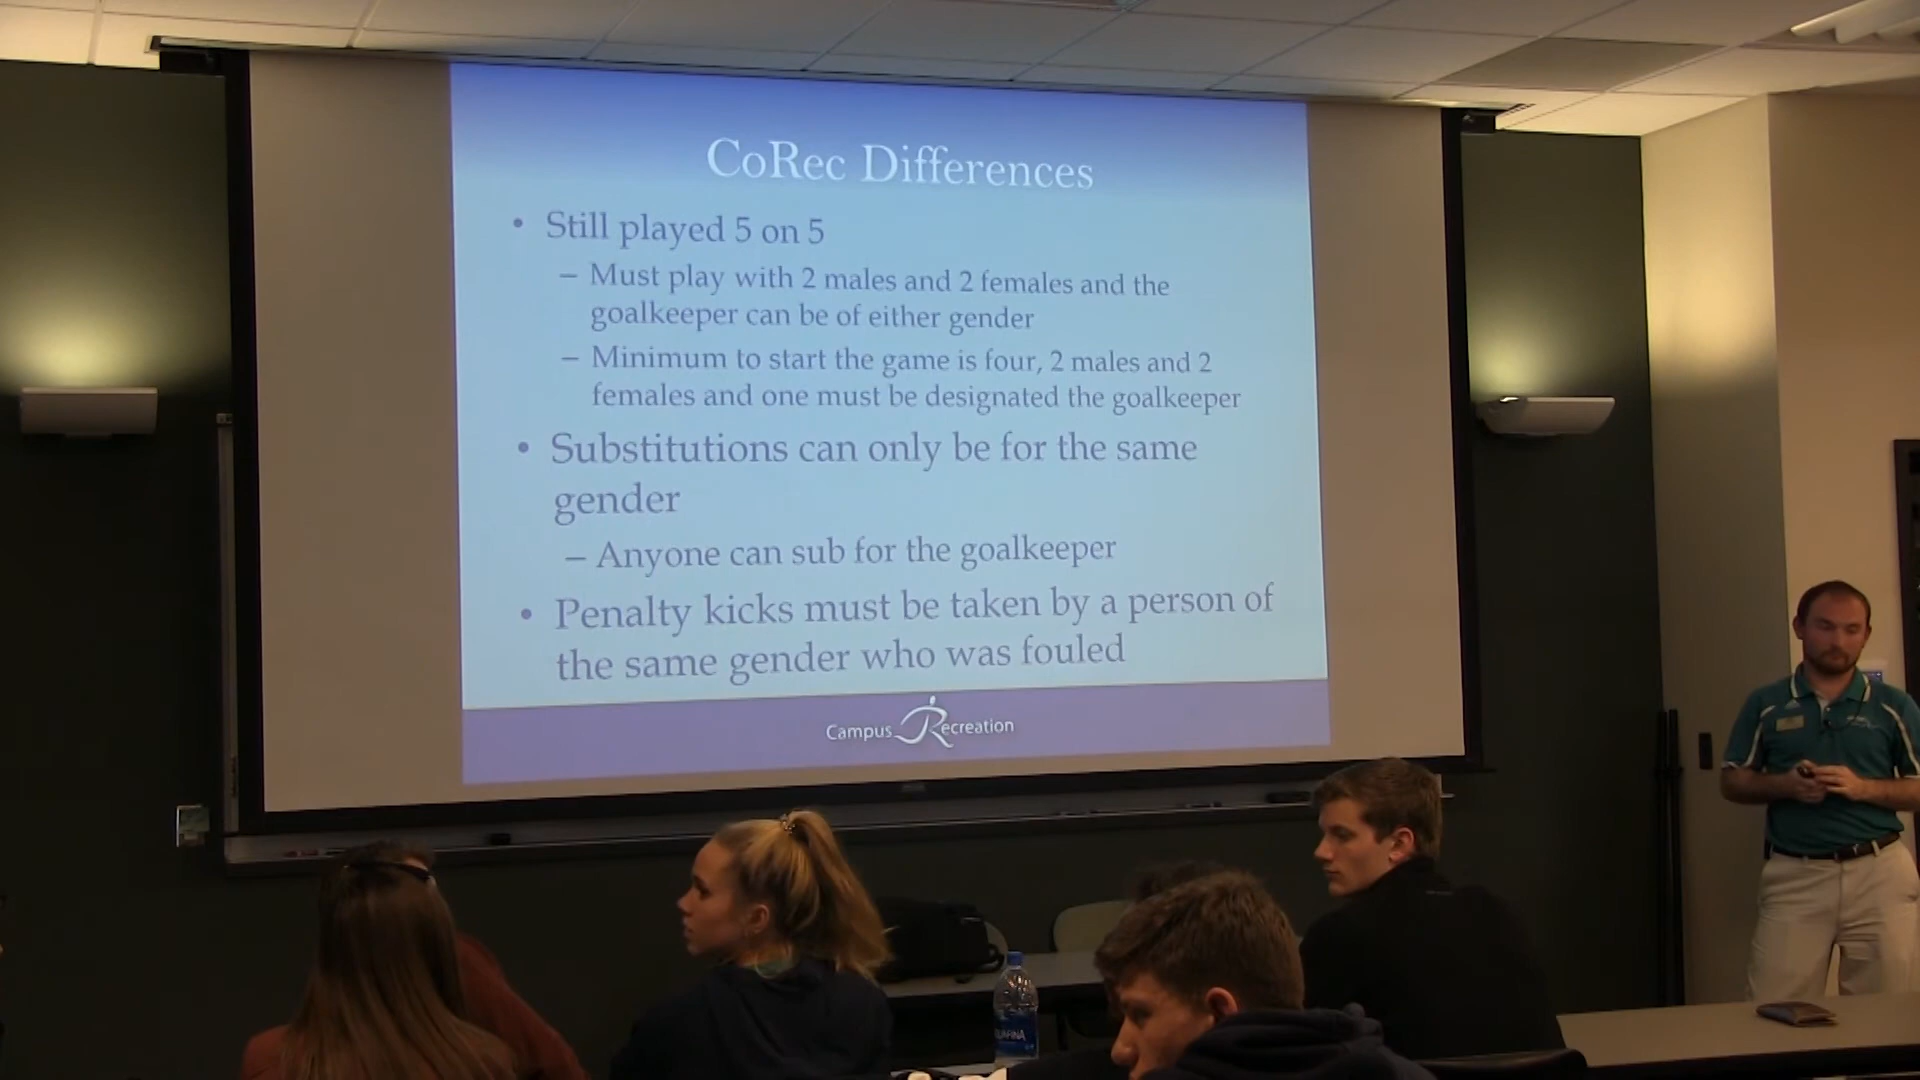 CoRec Differences
• Still played 5 on 5
– Must play with 2 males and 2 females and the
goalkeeper can be of either gender
– Minimum to start the game is four, 2 males and 2
females and one must be designated the goalkeeper
• Substitutions can only be for the same
gender
– Anyone can sub for the goalkeeper
• Penalty kicks must be taken by a person of
the same gender who was fouled
Campus Recreation